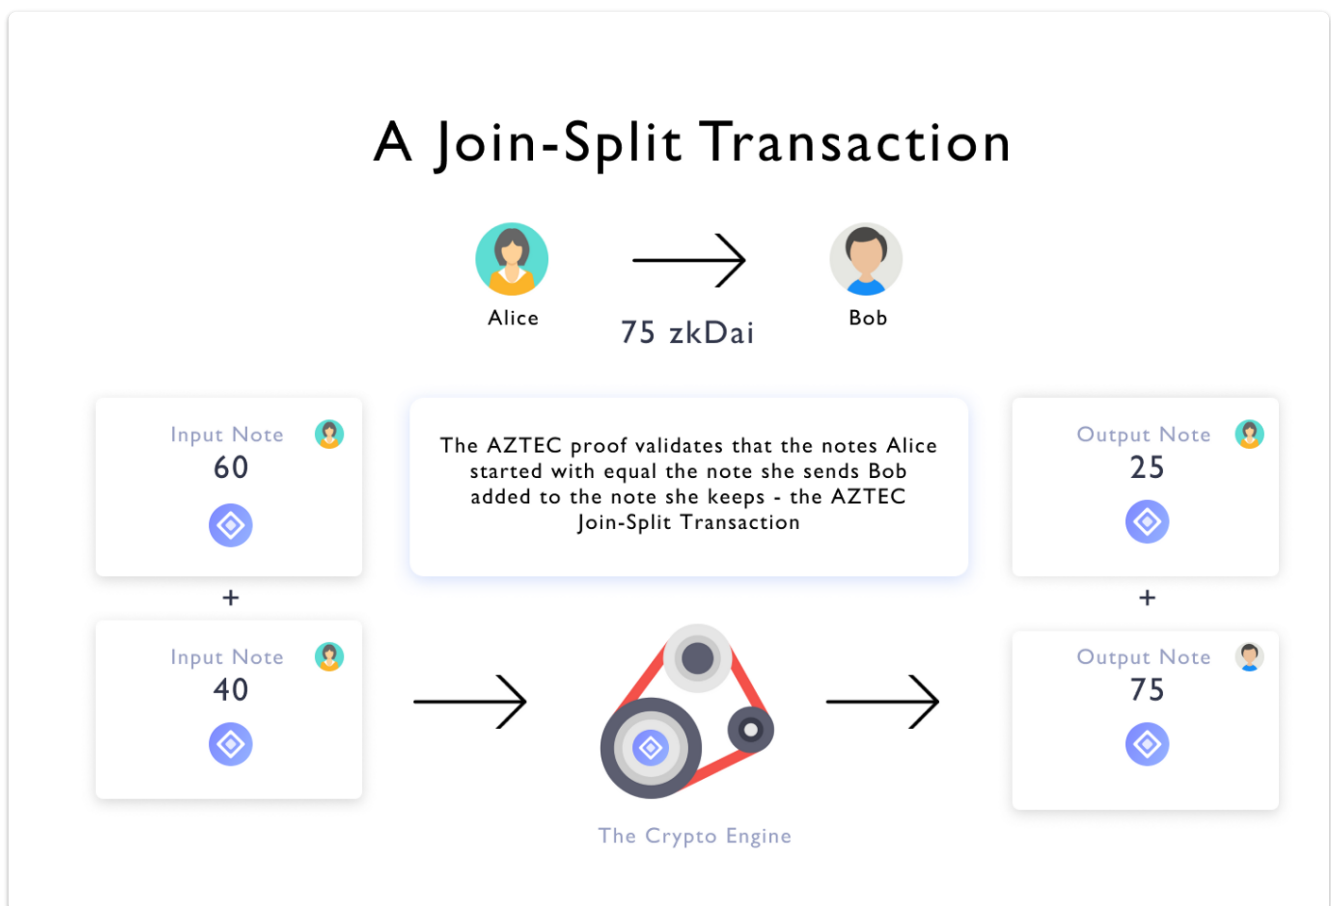 A Join-Split Transaction
Alice
75 zkDai
Bob
Input Note
60
+
Input Note
40
The AZTEC proof validates that the notes Alice
started with equal the note she sends Bob
added to the note she keeps - the AZTEC
Join-Split Transaction
The Crypto Engine
Output Note
25
+
Output Note
75